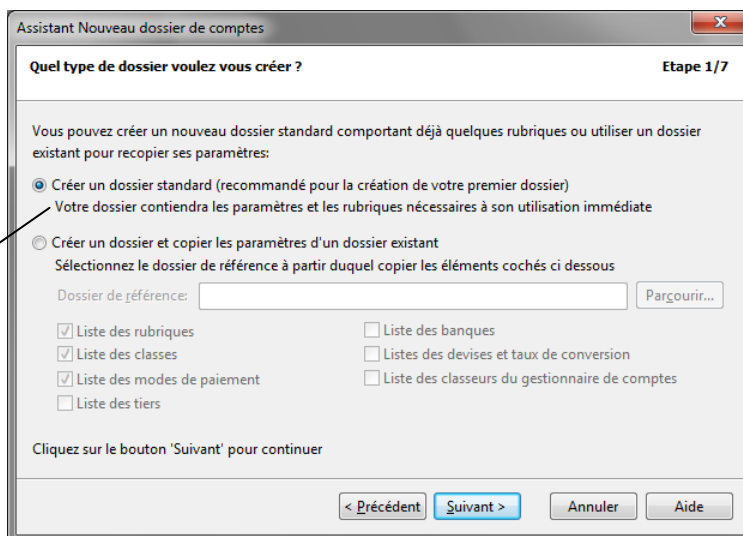 Assistant Nouveau dossier de comptes
Quel type de dossier voulez vous créer ?
Etape 1/7
Vous pouvez créer un nouveau dossier standard comportant déjà quelques rubriques ou utiliser un dossier
existant pour recopier ses paramètres:
Créer un dossier standard (recommandé pour la création de votre premier dossier)
Votre dossier contiendra les paramètres et les rubriques nécessaires à son utilisation immédiate
Créer un dossier et copier les paramètres d'un dossier existant
Sélectionnez le dossier de référence à partir duquel copier les éléments cochés ci dessous
Dossier de référence:
Parcourir...
Liste des rubriques
Liste des banques
Liste des classes
Listes des devises et taux de conversion
Liste des modes de paiement
Liste des classeurs du gestionnaire de comptes
Liste des tiers
Cliquez sur le bouton 'Suivant' pour continuer
< Précédent
Suivant >
Annuler
Aide